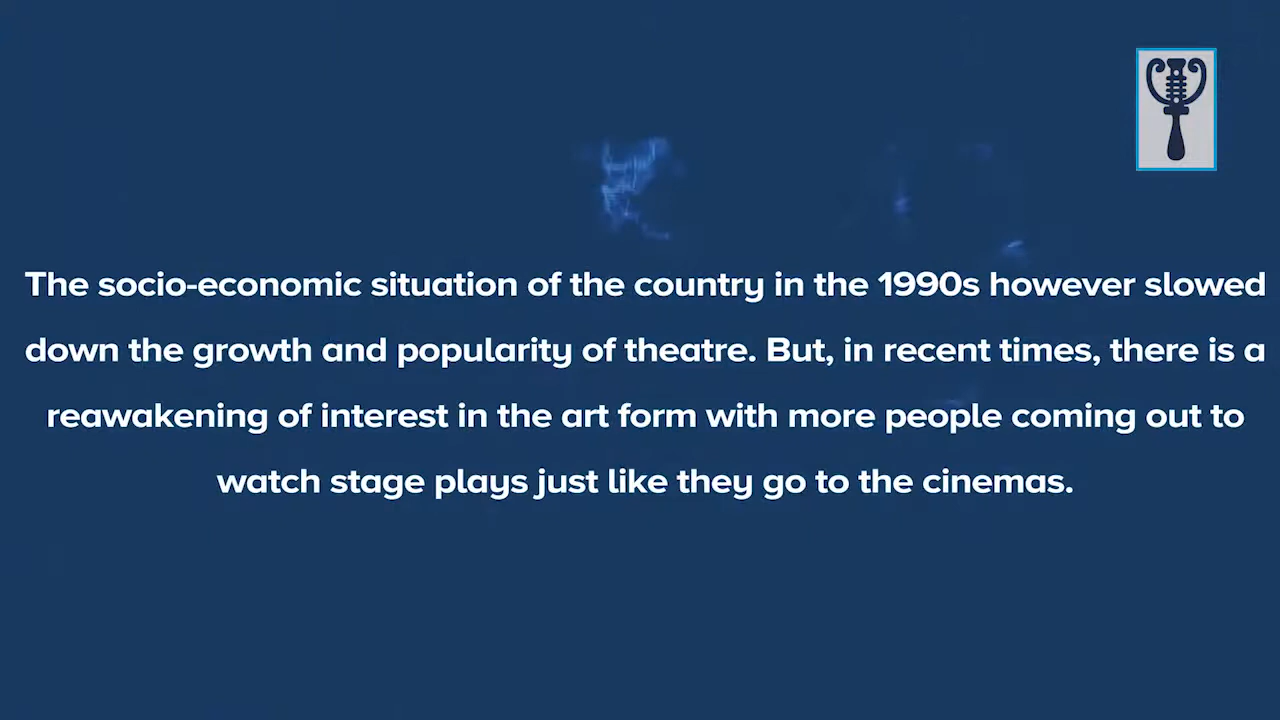 The socio-economic situation of the country in the 1990s however slowed
down the growth and popularity of theatre. But, in recent times, there is a
reawakening of interest in the art form with more people coming out to
watch stage plays just like they go to the cinemas.